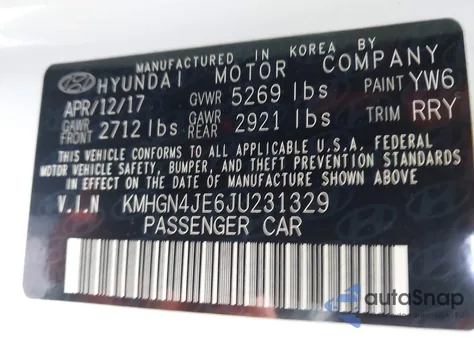 MANUFACTURED IN KOREA BY
HYUNDAI MOTOR COMPANY
APR/12/17 GVWR 5269 lbs PAINT YW6
GAWR FRONT 2712 lbs GAWR REAR 2921 lbs TRIM RRY
THIS VEHICLE CONFORMS TO ALL APPLICABLE U.S.A. FEDERAL
MOTOR VEHICLE SAFETY, BUMPER, AND THEFT PREVENTION STANDARDS
IN EFFECT ON THE DATE OF MANUFACTURE SHOWN ABOVE.
V.I.N KMHGN4JE6JU231329
PASSENGER CAR
autoSnap